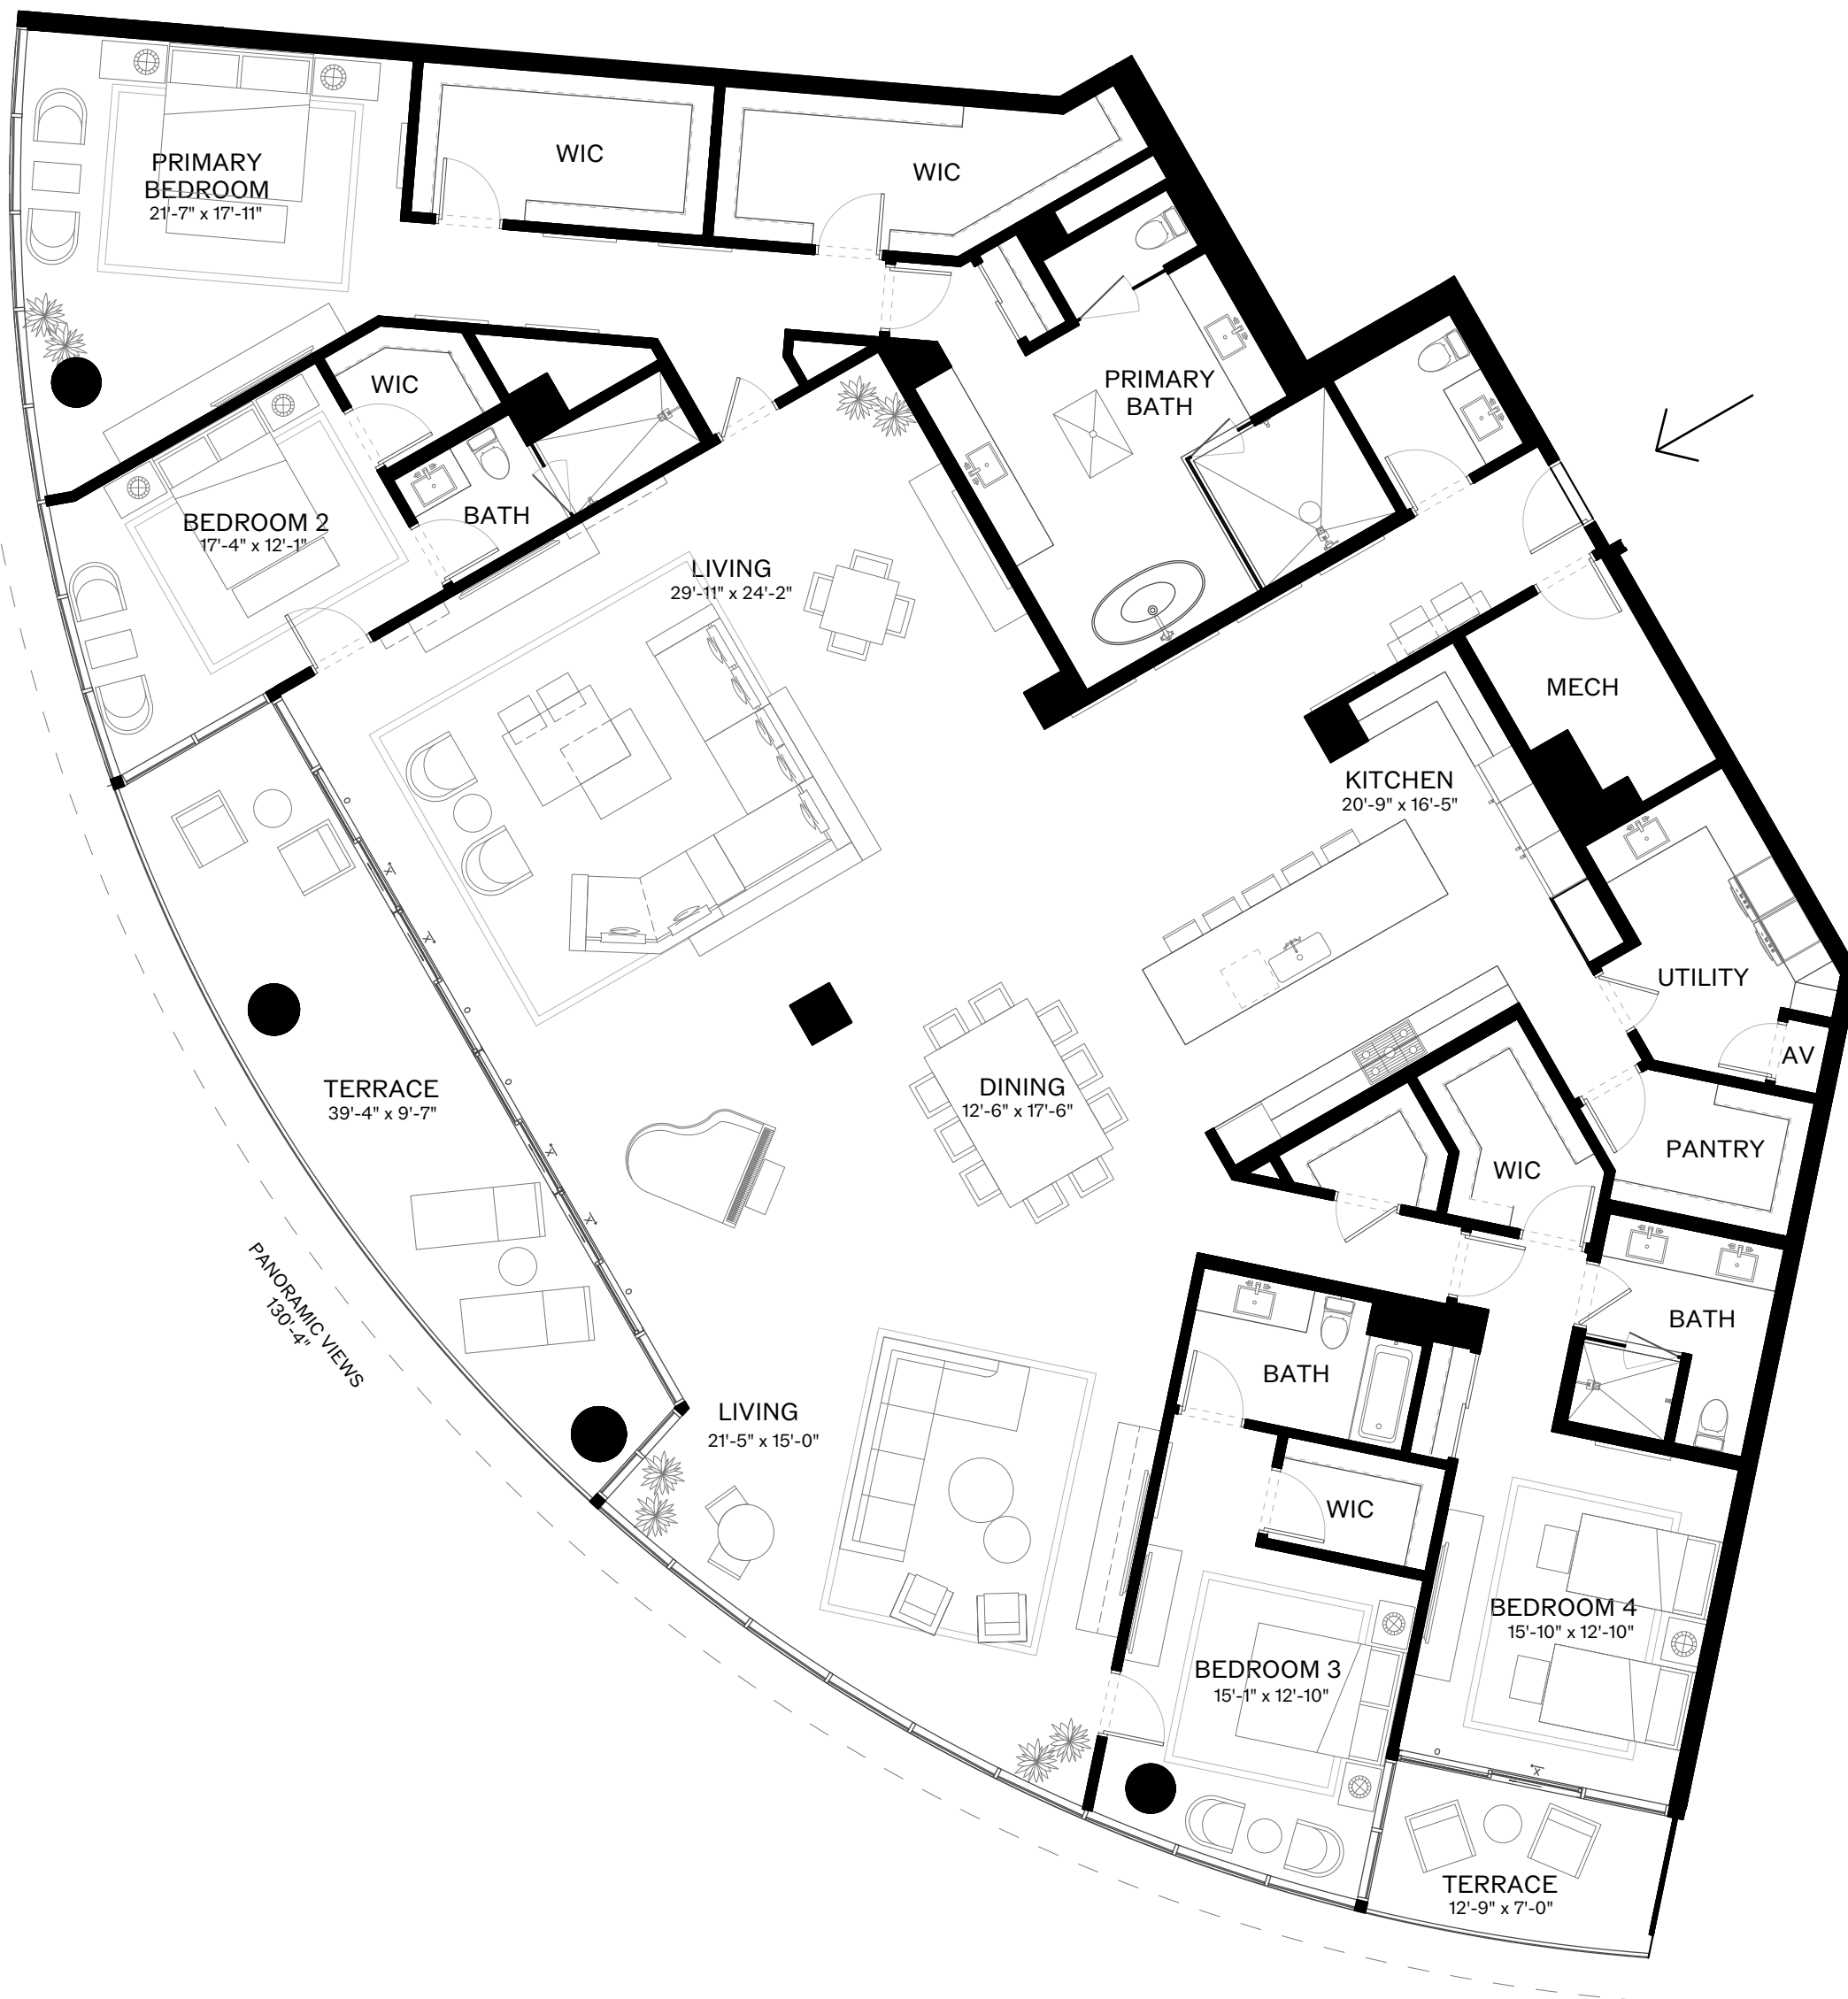 PRIMARY
BEDROOM
21'-7" x 17'-11"
WIC
WIC
WIC
BATH
BEDROOM 2
17'-4" x 12'-1"
PRIMARY
BATH
LIVING
29'-11" x 24'-2"
MECH
KITCHEN
20'-9" x 16'-5"
UTILITY
AV
TERRACE
39'-4" x 9'-7"
DINING
12'-6" x 17'-6"
PANTRY
WIC
PANORAMIC VIEWS
130'-4"
BATH
BATH
LIVING
21'-5" x 15'-0"
WIC
BEDROOM 4
15'-10" x 12'-10"
BEDROOM 3
15'-1" x 12'-10"
TERRACE
12'-9" x 7'-0"
O
X
X
O
O
X
X
O
O
X